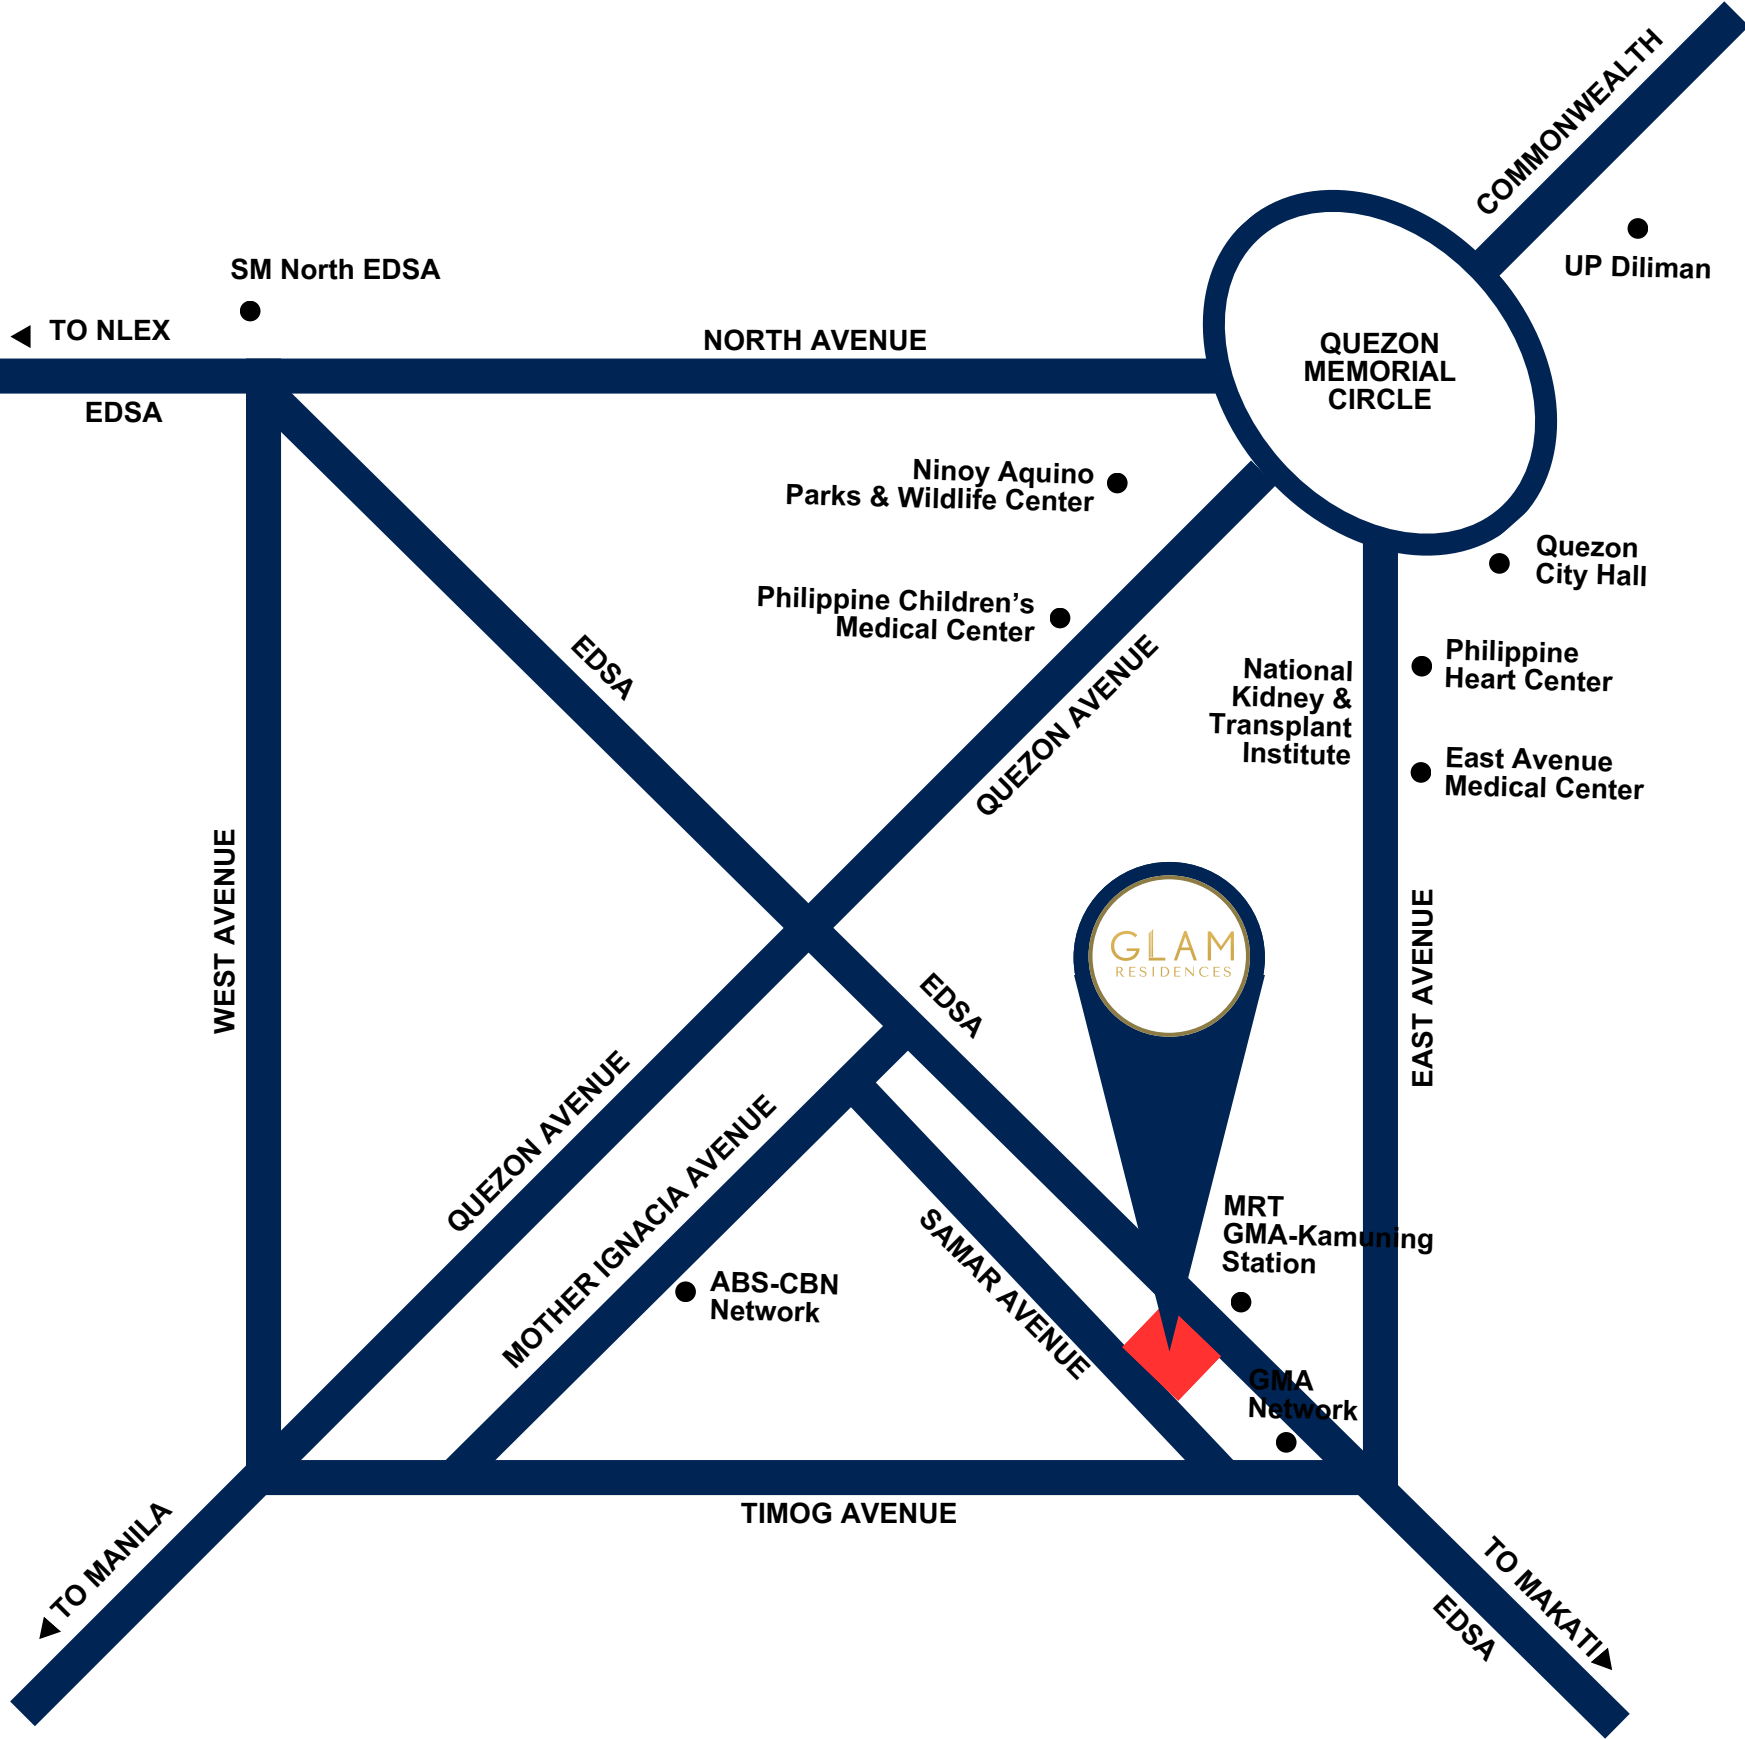 COMMONWEALTH
UP Diliman
SM North EDSA
TO NLEX
NORTH AVENUE
EDSA
QUEZON
MEMORIAL
CIRCLE
Ninoy Aquino
Parks & Wildlife Center
Quezon
City Hall
Philippine Children’s
Medical Center
EDSA
QUEZON AVENUE
National
Kidney &
Transplant
Institute
Philippine
Heart Center
East Avenue
Medical Center
WEST AVENUE
GLAM
RESIDENCES
EAST AVENUE
EDSA
QUEZON AVENUE
MOTHER IGNACIA AVENUE
SAMAR AVENUE
MRT
GMA-Kamuning
Station
ABS-CBN
Network
GMA
Network
TIMOG AVENUE
TO MANILA
TO MAKATI
EDSA